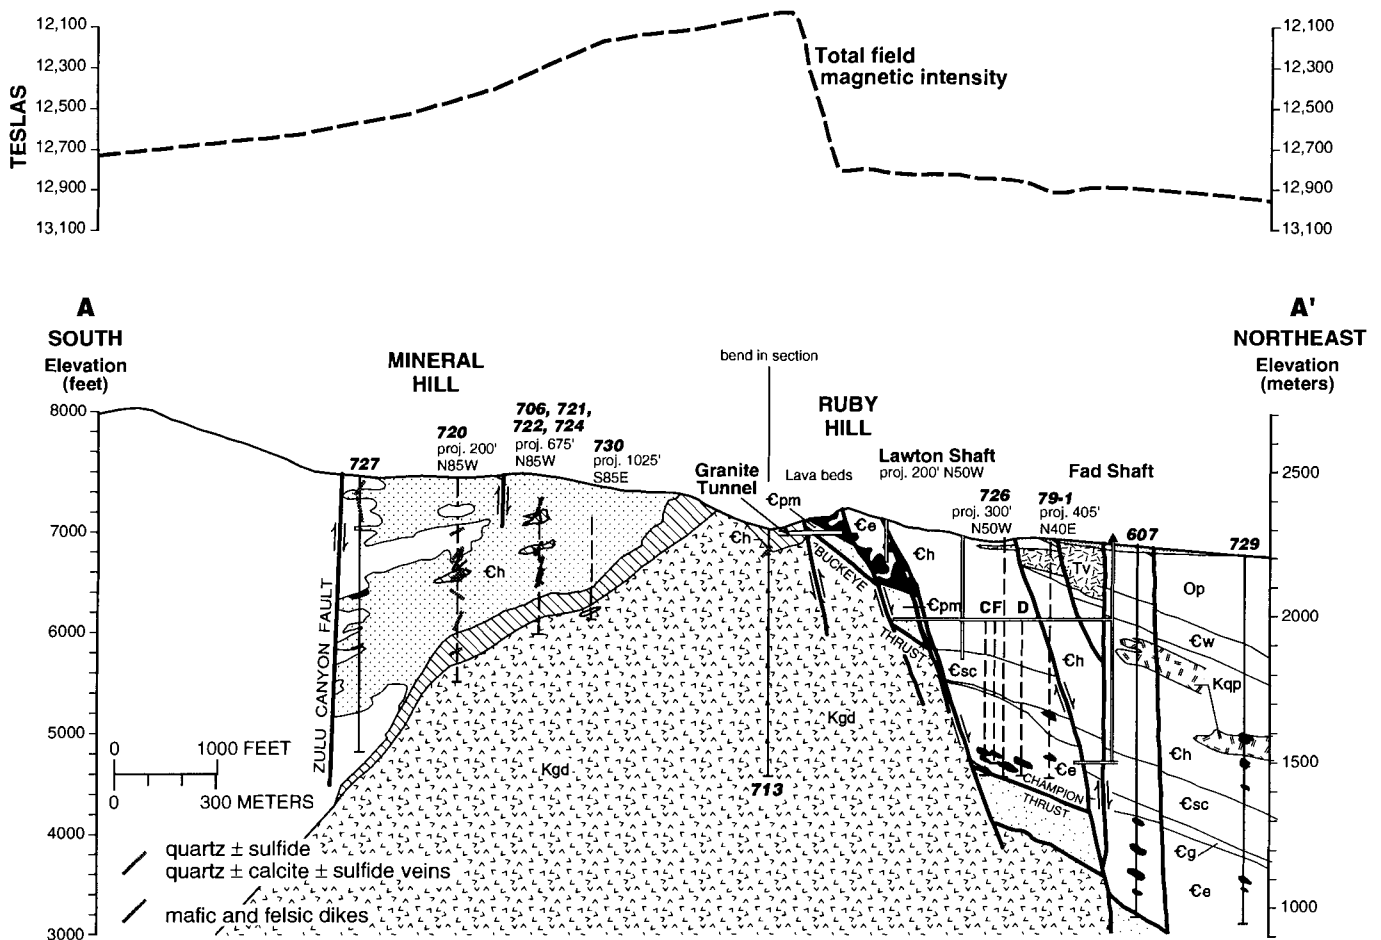 12,100
12,300
12,500
12,700
12,900
13,100
TESLAS
Total field
magnetic intensity
12,100
12,300
12,500
12,700
12,900
13,100
A
SOUTH
Elevation
(feet)
A'
NORTHEAST
Elevation
(meters)
MINERAL
HILL
bend in section
RUBY
HILL
8000
7000
6000
5000
4000
3000
2500
2000
1500
1000
727
720
proj. 200'
N85W
706, 721,
722, 724
proj. 675'
N85W
730
proj. 1025'
S85E
Granite
Tunnel
Lava beds
Lawton Shaft
proj. 200' N50W
Fad Shaft
726
proj. 300'
N50W
79-1
proj. 405'
N40E
607
729
Ꞓpm
Ꞓe
Ꞓh
Ꞓh
Ꞓh
BUCKEYE
THRUST
Ꞓpm
CF
D
Tv
Op
Ꞓw
Kqp
Ꞓh
Ꞓsc
Ꞓh
Ꞓsc
Ꞓg
Ꞓe
Ꞓe
CHAMPION
THRUST
Kgd
Kgd
713
ZULU CANYON FAULT
0 1000 FEET
0 300 METERS
quartz ± sulfide
quartz ± calcite ± sulfide veins
mafic and felsic dikes